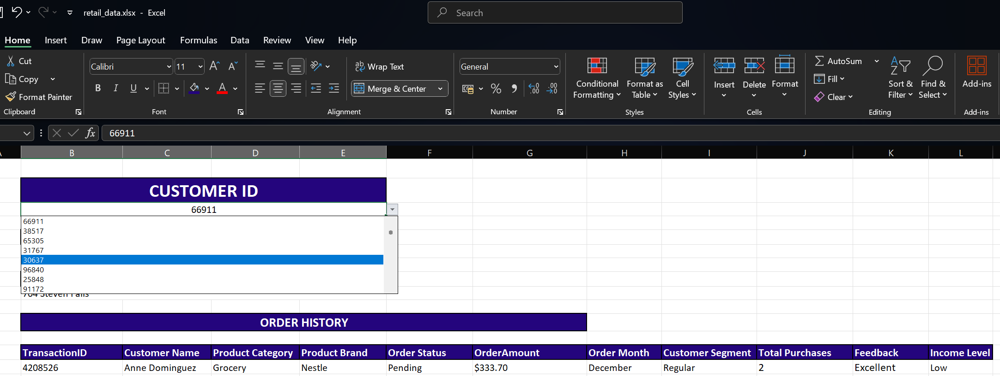 retail_data.xlsx - Excel
Search
Home Insert Draw Page Layout Formulas Data Review View Help
Cut
Copy
Format Painter
Clipboard
Calibri 11
B I U
Font
Wrap Text
Merge & Center
Alignment
General
Number
Conditional Formatting
Format as Table
Cell Styles
Styles
Insert
Delete
Format
Cells
AutoSum
Fill
Clear
Sort & Filter
Find & Select
Editing
Add-ins
Add-ins
fx 66911
B C D E F G H I J K L
CUSTOMER ID
66911
66911
38517
65305
31767
30637
96840
25848
91172
ORDER HISTORY
TransactionID Customer Name Product Category Product Brand Order Status OrderAmount Order Month Customer Segment Total Purchases Feedback Income Level
4208526 Anne Dominguez Grocery Nestle Pending $333.70 December Regular 2 Excellent Low